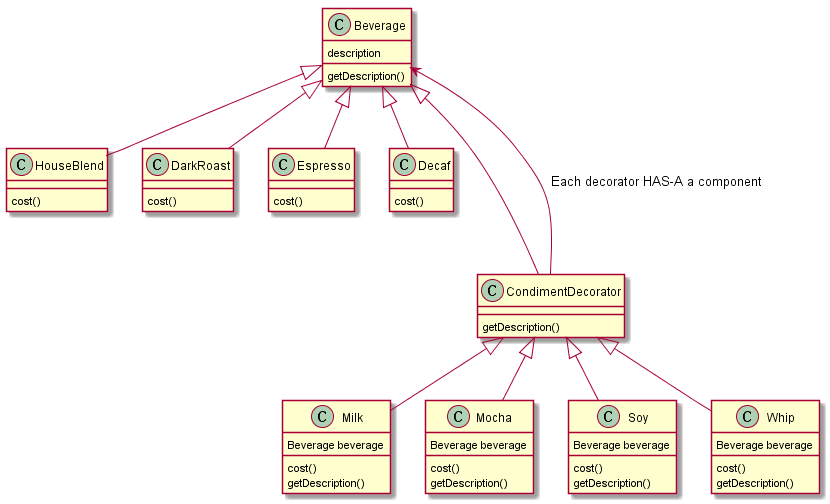 C Beverage
description
getDescription()
C HouseBlend
cost()
C DarkRoast
cost()
C Espresso
cost()
C Decaf
cost()
Each decorator HAS-A a component
C CondimentDecorator
getDescription()
C Milk
Beverage beverage
cost()
getDescription()
C Mocha
Beverage beverage
cost()
getDescription()
C Soy
Beverage beverage
cost()
getDescription()
C Whip
Beverage beverage
cost()
getDescription()